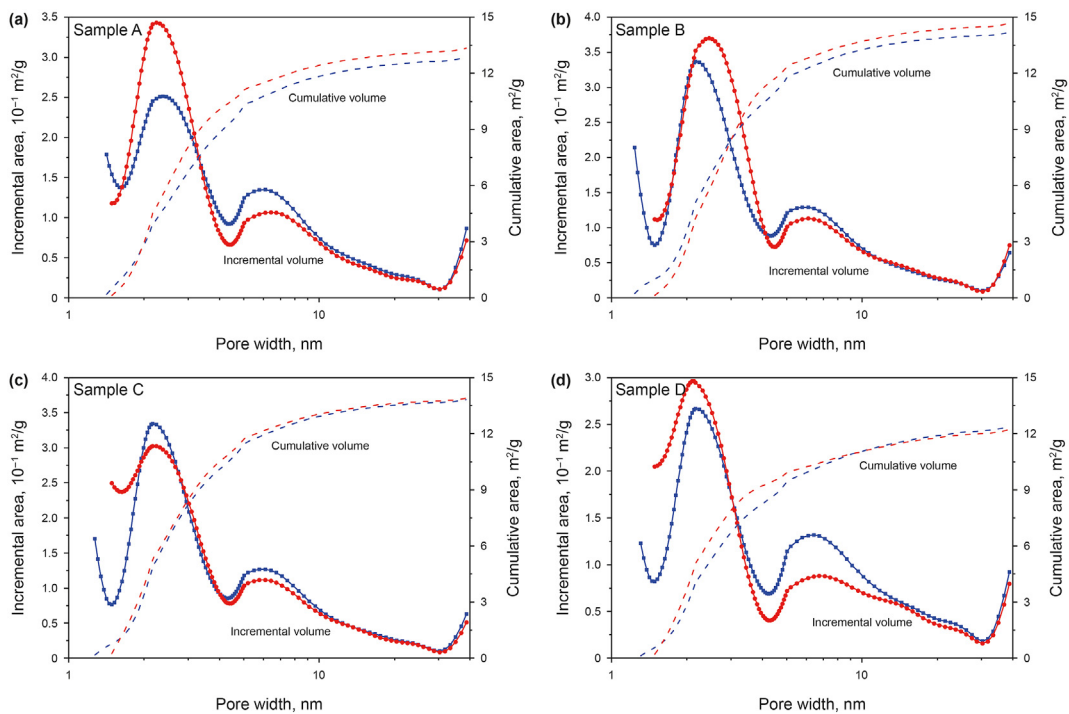 (a)
Sample A
Incremental area, 10⁻¹ m²/g
3.5
3.0
2.5
2.0
1.5
1.0
0.5
0
15
12
9
6
3
0
Cumulative area, m²/g
Cumulative volume
Incremental volume
1
10
Pore width, nm
(b)
Sample B
Incremental area, 10⁻¹ m²/g
4.0
3.5
3.0
2.5
2.0
1.5
1.0
0.5
0
15
12
9
6
3
0
Cumulative area, m²/g
Cumulative volume
Incremental volume
1
10
Pore width, nm
(c)
Sample C
Incremental area, 10⁻¹ m²/g
4.0
3.5
3.0
2.5
2.0
1.5
1.0
0.5
0
15
12
9
6
3
0
Cumulative area, m²/g
Cumulative volume
Incremental volume
1
10
Pore width, nm
(d)
Sample D
Incremental area, 10⁻¹ m²/g
3.0
2.5
2.0
1.5
1.0
0.5
0
15
12
9
6
3
0
Cumulative area, m²/g
Cumulative volume
Incremental volume
1
10
Pore width, nm